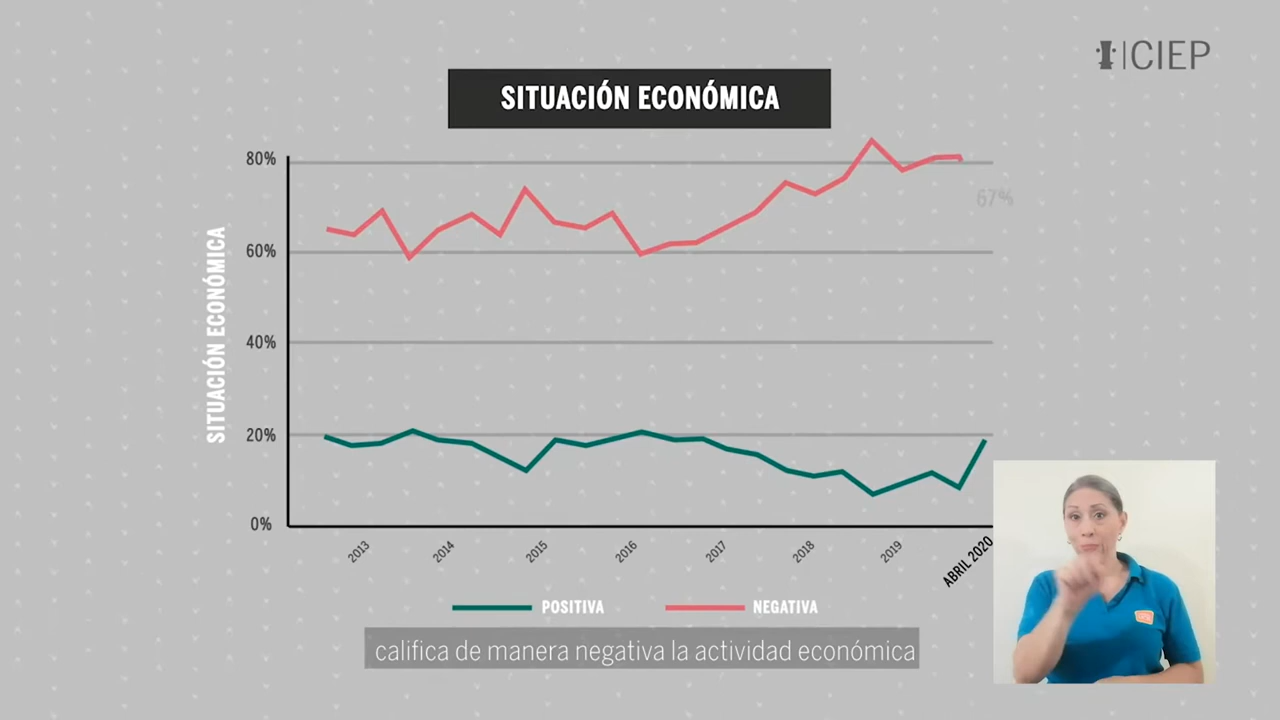 CIEP
SITUACIÓN ECONÓMICA
80%
67%
60%
SITUACIÓN ECONÓMICA
40%
20%
0%
2013
2014
2015
2016
2017
2018
2019
ABRIL 2020
POSITIVA
NEGATIVA
califica de manera negativa la actividad económica